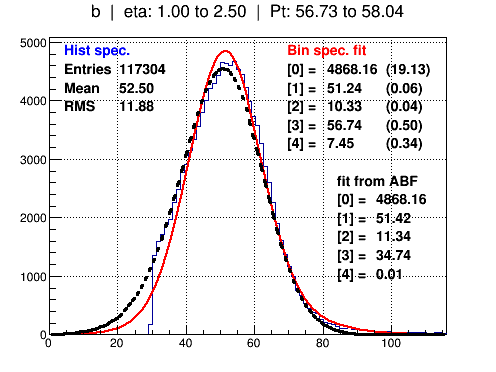 b | eta: 1.00 to 2.50 | Pt: 56.73 to 58.04
Hist spec.
Entries 117304
Mean 52.50
RMS 11.88
Bin spec. fit
[0] = 4868.16 (19.13)
[1] = 51.24 (0.06)
[2] = 10.33 (0.04)
[3] = 56.74 (0.50)
[4] = 7.45 (0.34)
fit from ABF
[0] = 4868.16
[1] = 51.42
[2] = 11.34
[3] = 34.74
[4] = 0.01
5000
4000
3000
2000
1000
0
0 20 40 60 80 100